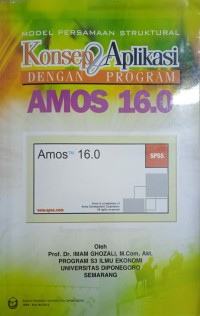 MODEL PERSAMAAN STRUKTURAL
Konsep & Aplikasi
DENGAN PROGRAM
AMOS 16.0
Amos™ 16.0
SPSS
Oleh
Prof. Dr. IMAM GHOZALI, M.Com, Akt.
PROGRAM S3 ILMU EKONOMI
UNIVERSITAS DIPONEGORO
SEMARANG